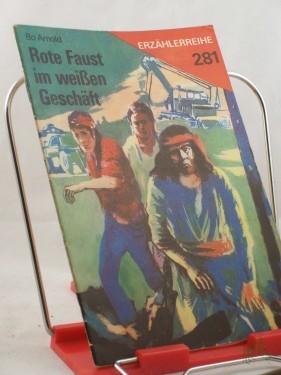 Bo Arnold
Rote Faust
im weißen
Geschäft
ERZÄHLERREIHE
281